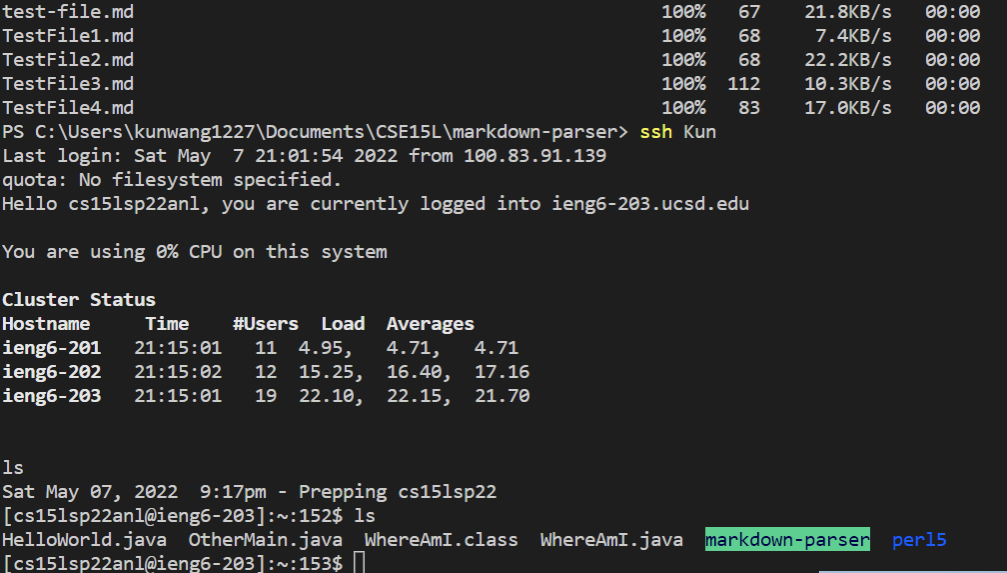 test-file.md 100% 67 21.8KB/s 00:00
TestFile1.md 100% 68 7.4KB/s 00:00
TestFile2.md 100% 68 22.2KB/s 00:00
TestFile3.md 100% 112 10.3KB/s 00:00
TestFile4.md 100% 83 17.0KB/s 00:00
PS C:\Users\kunwang1227\Documents\CSE15L\markdown-parser> ssh Kun
Last login: Sat May  7 21:01:54 2022 from 100.83.91.139
quota: No filesystem specified.
Hello cs15lsp22anl, you are currently logged into ieng6-203.ucsd.edu
You are using 0% CPU on this system
Cluster Status
Hostname Time #Users Load Averages
ieng6-201 21:15:01 11 4.95, 4.71, 4.71
ieng6-202 21:15:02 12 15.25, 16.40, 17.16
ieng6-203 21:15:01 19 22.10, 22.15, 21.70
ls
Sat May 07, 2022  9:17pm - Prepping cs15lsp22
[cs15lsp22anl@ieng6-203]:~:152$ ls
HelloWorld.java OtherMain.java WhereAmI.class WhereAmI.java markdown-parser perl5
[cs15lsp22anl@ieng6-203]:~:153$